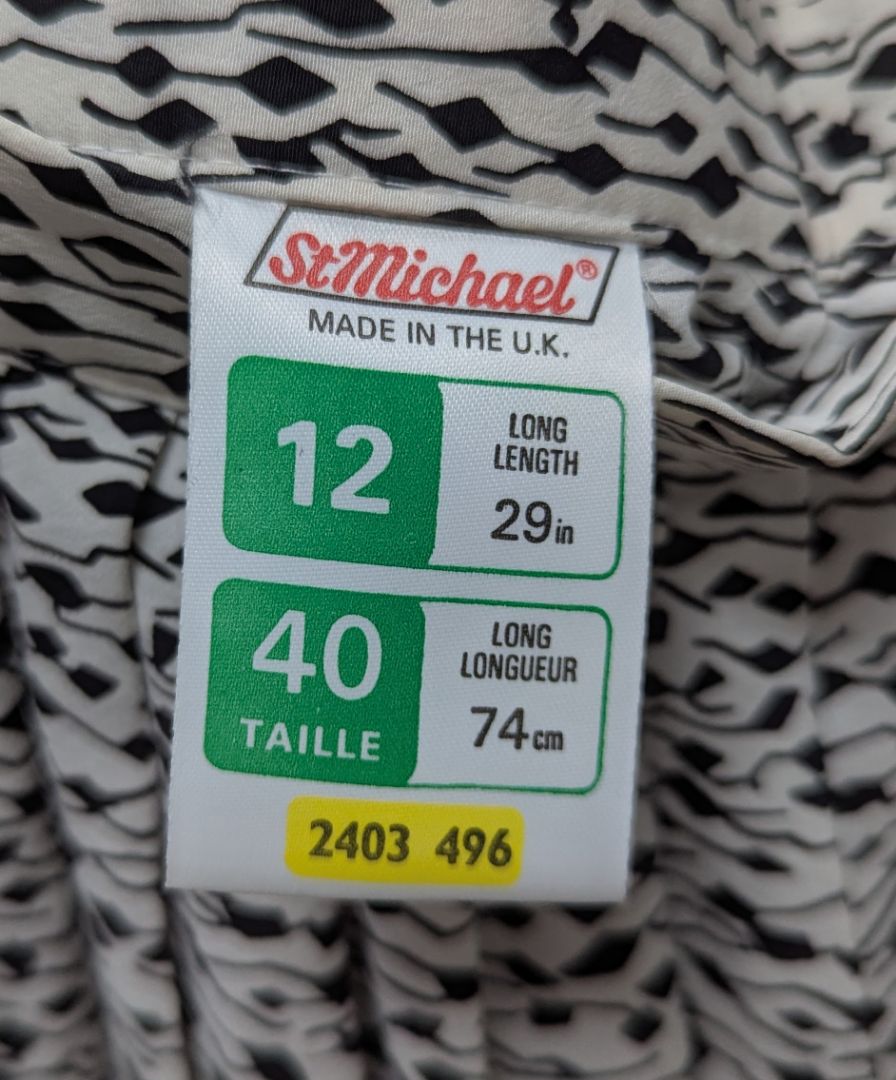 StMichael®
MADE IN THE U.K.
12
LONG
LENGTH
29in
40
TAILLE
LONG
LONGUEUR
74cm
2403 496